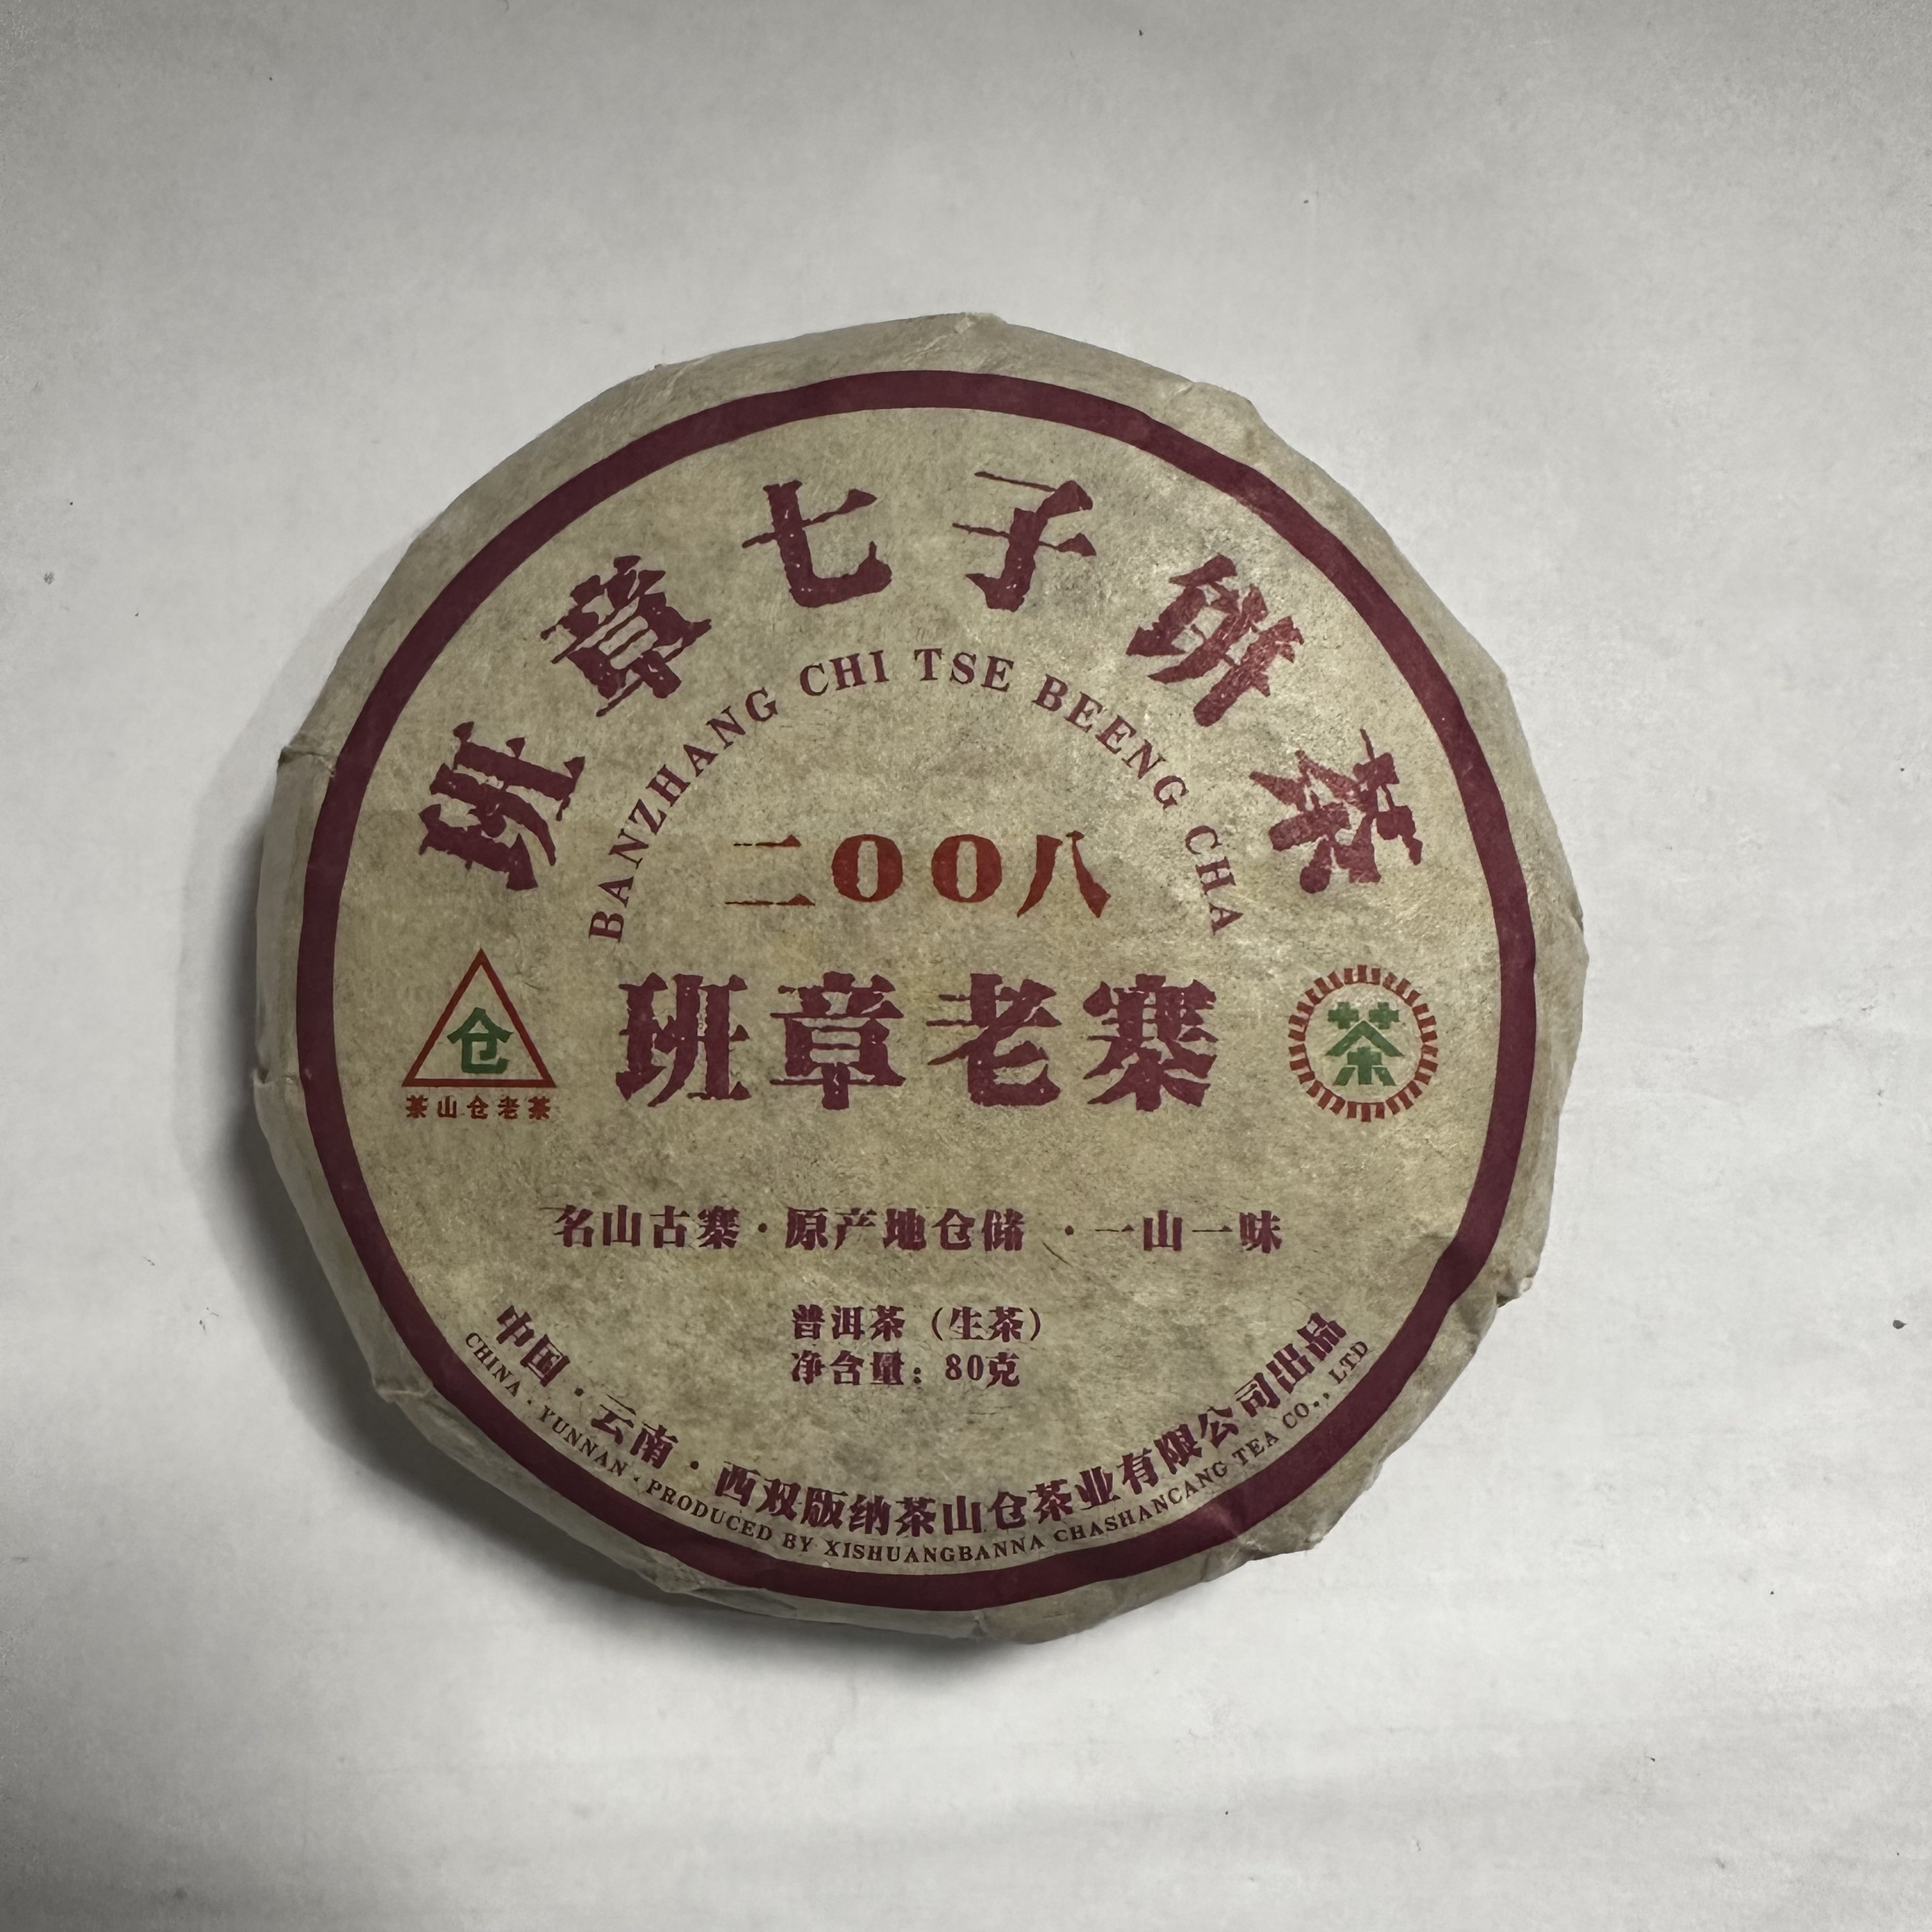 班章七子饼茶
BANZHANG CHI TSE BEENG CHA
二00八
仓
茶山仓老茶
班章老寨
茶
名山古寨·原产地仓储 ·一山一味
普洱茶（生茶）
净含量：80克
中国·云南·西双版纳茶山仓茶业有限公司出品
CHINA·YUNNAN·PRODUCED BY XISHUANGBANNA CHASHANCANG TEA CO., LTD